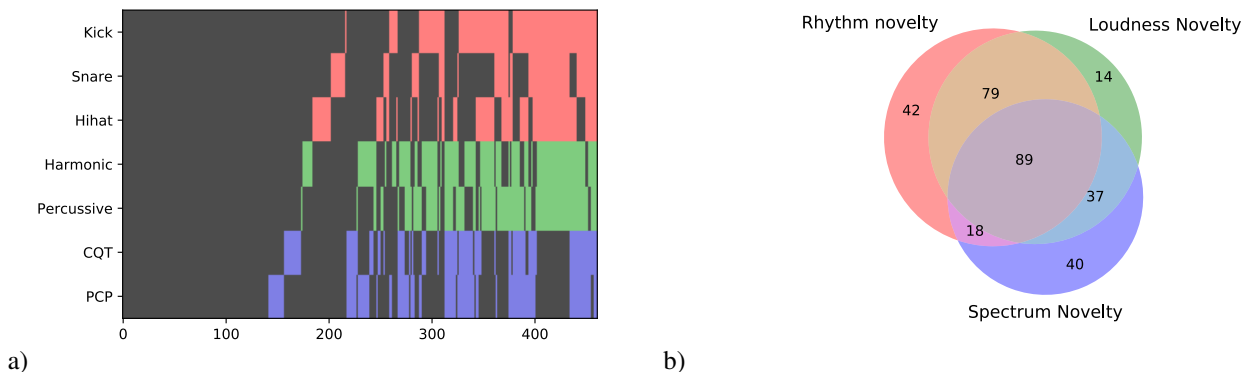 Kick
Snare
Hihat
Harmonic
Percussive
CQT
PCP
0 100 200 300 400
a)
Rhythm novelty
Loudness Novelty
14
79
42
89
37
18
40
Spectrum Novelty
b)